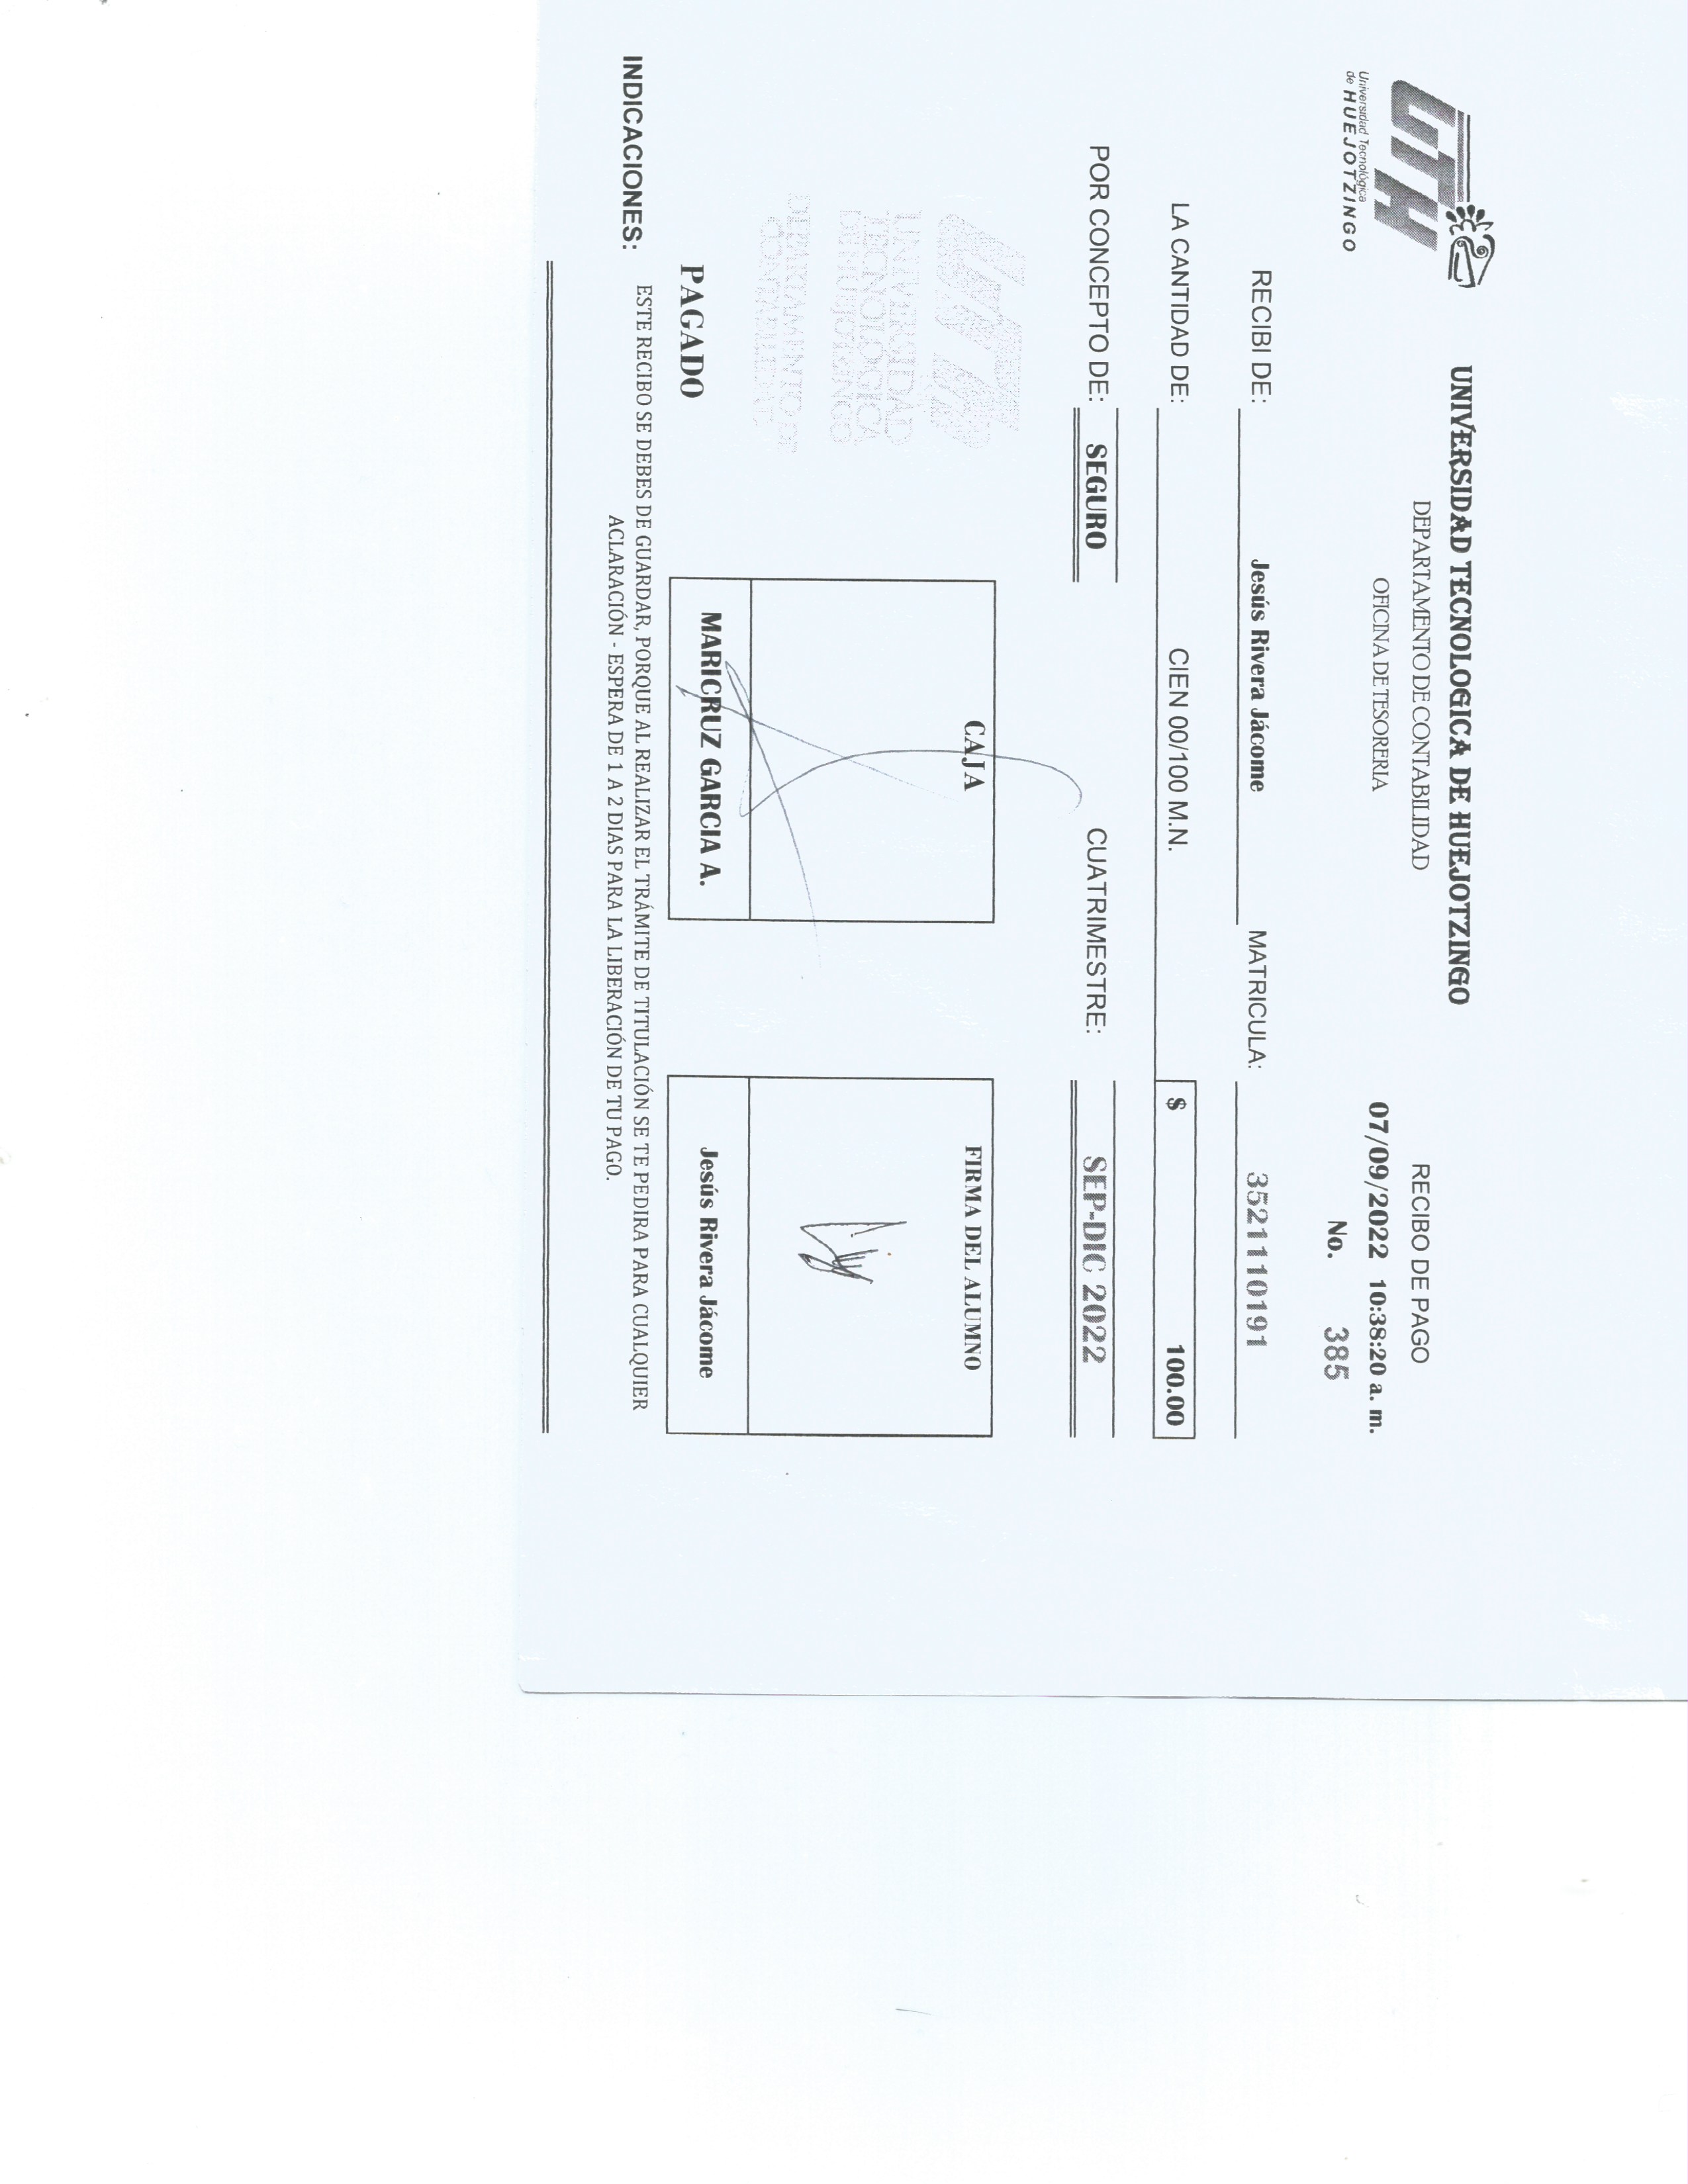 UTH
Universidad Tecnológica
de HUEJOTZINGO
UNIVERSIDAD TECNOLOGICA DE HUEJOTZINGO
DEPARTAMENTO DE CONTABILIDAD
OFICINA DE TESORERIA
RECIBO DE PAGO
07/09/2022 10:38:20 a. m.
No. 385
RECIBI DE: Jesús Rivera Jácome MATRICULA: 3521110191
LA CANTIDAD DE: CIEN 00/100 M.N. $ 100.00
POR CONCEPTO DE: SEGURO CUATRIMESTRE: SEP-DIC 2022
UTH
UNIVERSIDAD
TECNOLOGICA
DE HUEJOTZINGO
DEPARTAMENTO DE
CONTABILIDAD
PAGADO
CAJA
MARICRUZ GARCIA A.
FIRMA DEL ALUMNO
Jesús Rivera Jácome
INDICACIONES: ESTE RECIBO SE DEBES DE GUARDAR, PORQUE AL REALIZAR EL TRÁMITE DE TITULACIÓN SE TE PEDIRA PARA CUALQUIER
ACLARACIÓN - ESPERA DE 1 A 2 DIAS PARA LA LIBERACIÓN DE TU PAGO.